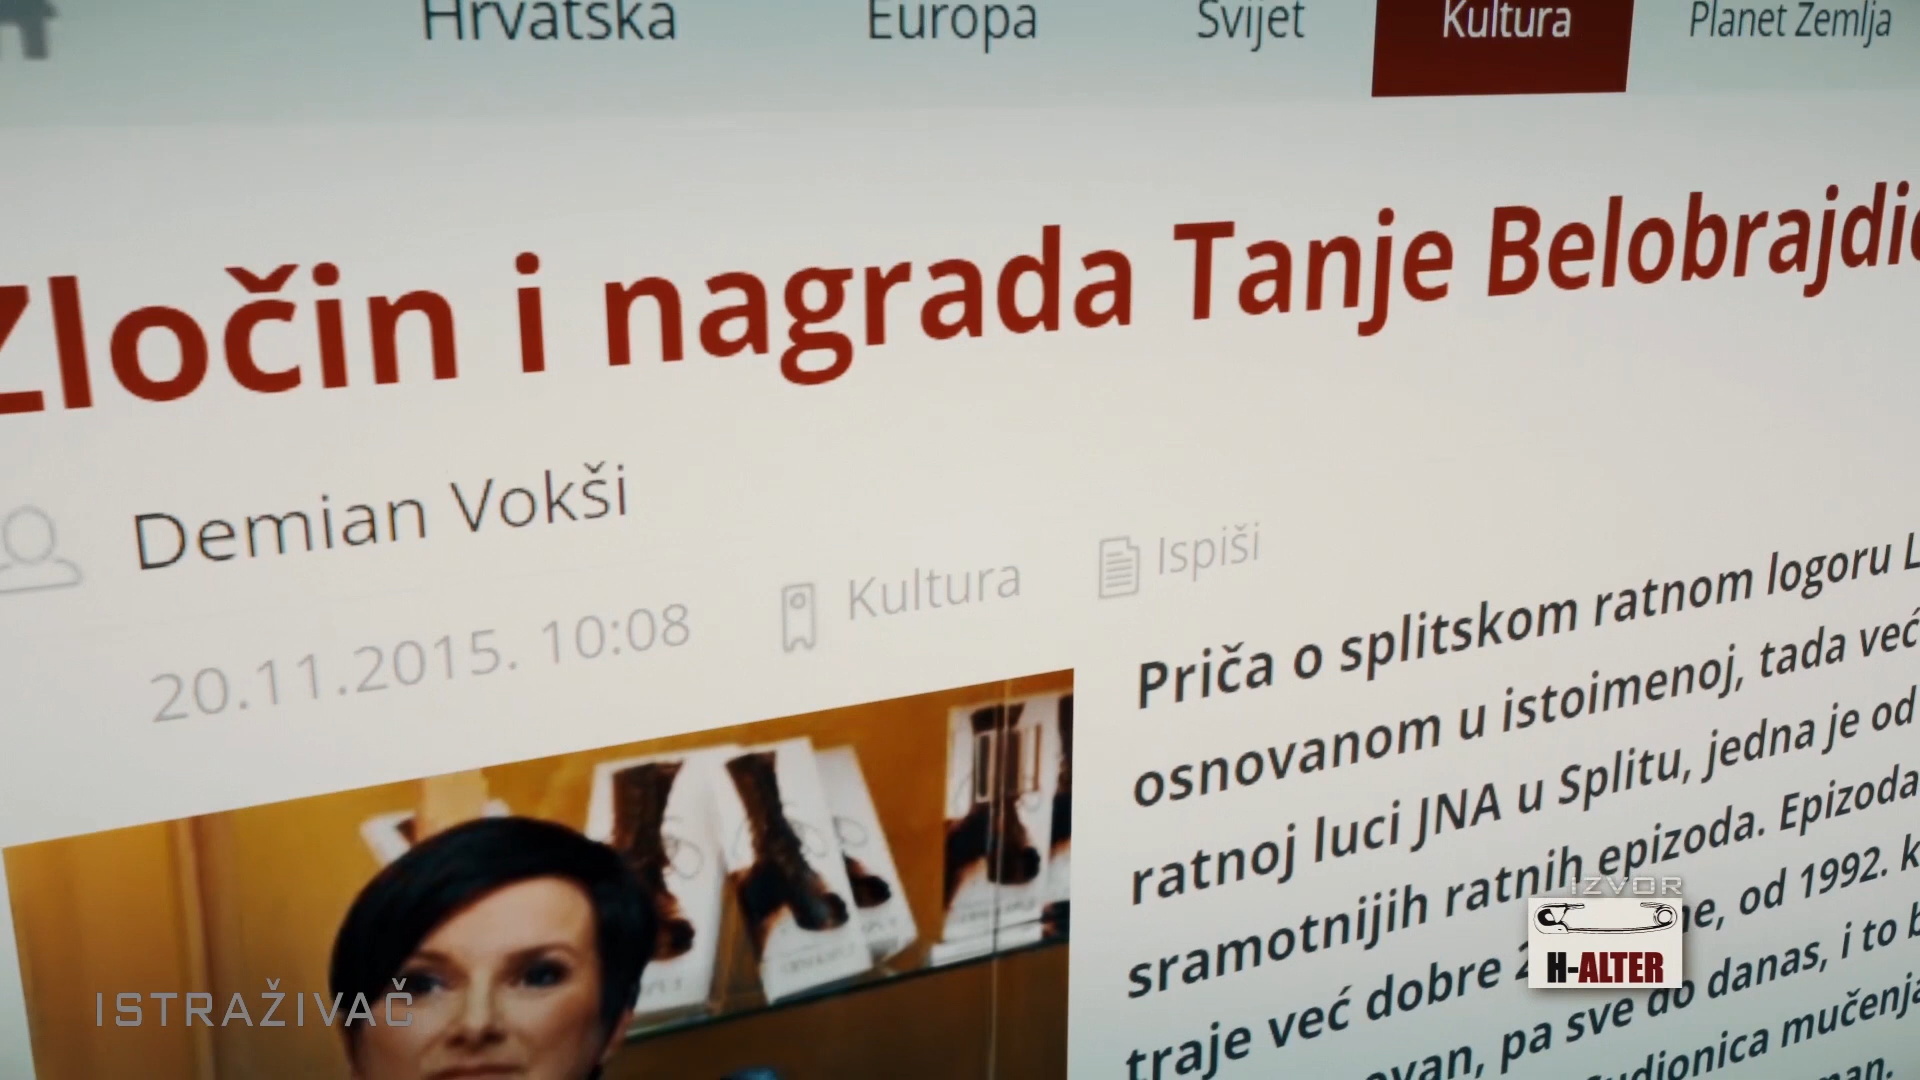 Hrvatska Europa Svijet Kultura Planet Zemlja
Zločin i nagrada Tanje Belobrajdić
Demian Vokši
20.11.2015. 10:08 Kultura Ispiši
Priča o splitskom ratnom logoru
osnovanom u istoimenoj, tada već
ratnoj luci JNA u Splitu, jedna je od
sramotnijih ratnih epizoda. Epizoda
traje već dobre od 1992.
pa sve do danas, i to
mučenja
IZVOR
H-ALTER
ISTRAŽIVAČ